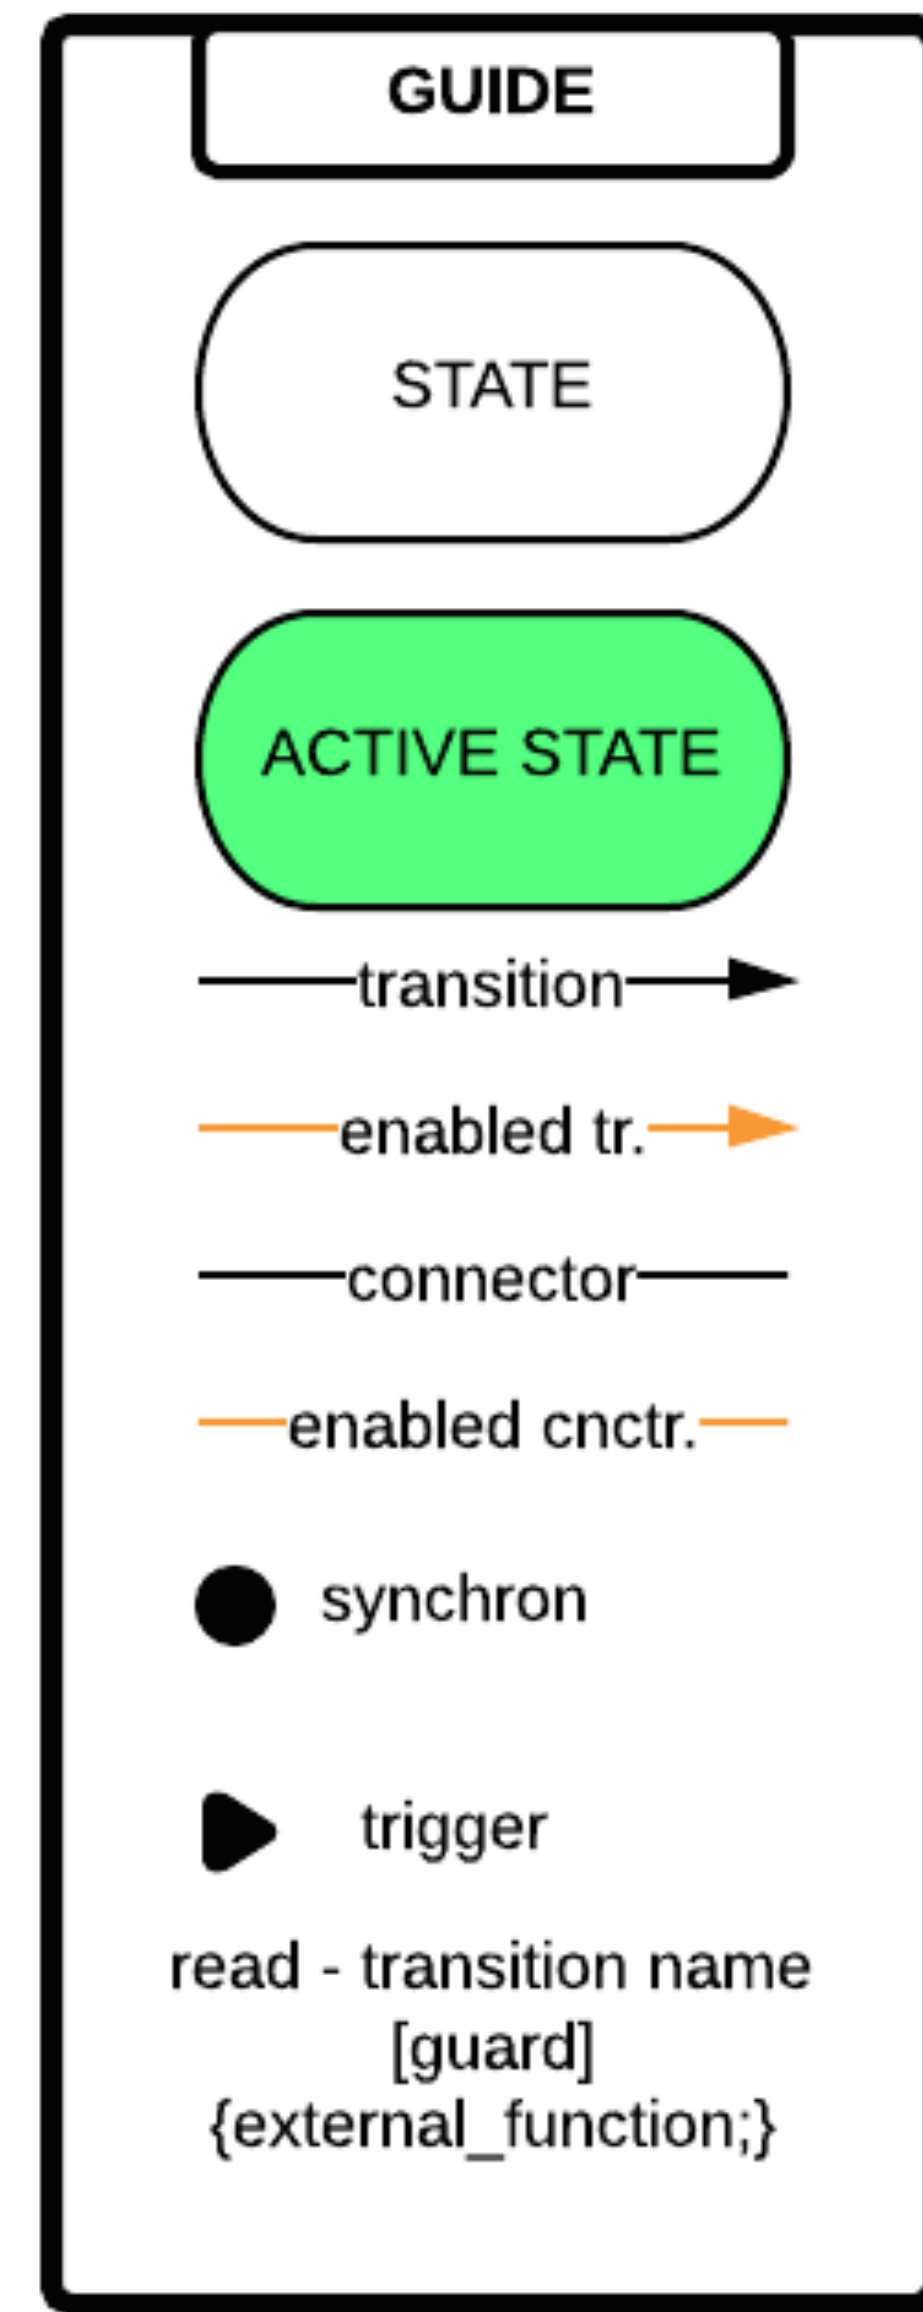 GUIDE
STATE
ACTIVE STATE
transition
enabled tr.
connector
enabled cnctr.
synchron
trigger
read - transition name
[guard]
{external_function;}